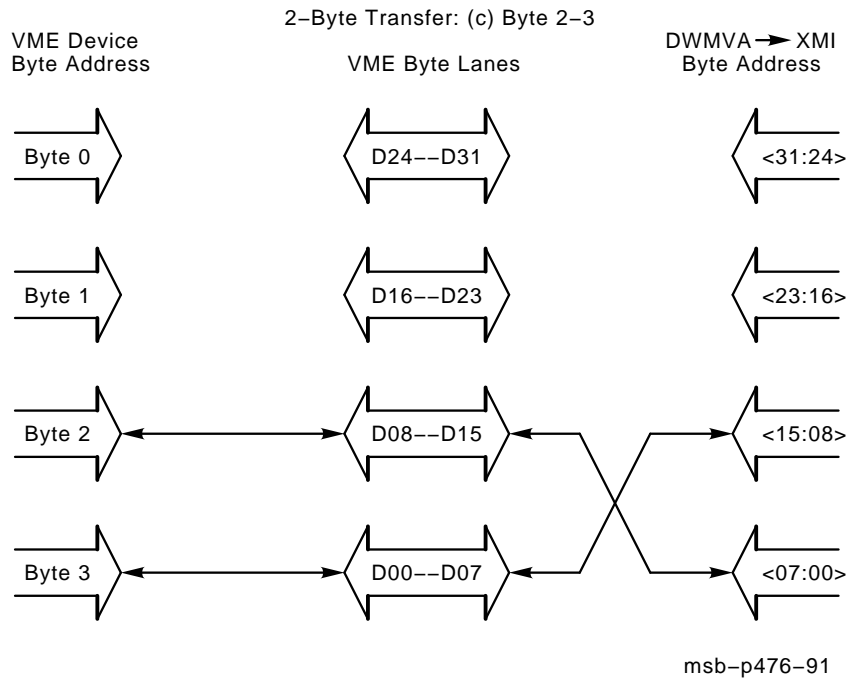 2−Byte Transfer: (c) Byte 2−3
VME Device
Byte Address
VME Byte Lanes
DWMVA → XMI
Byte Address
Byte 0
D24−−D31
<31:24>
Byte 1
D16−−D23
<23:16>
Byte 2
D08−−D15
<15:08>
Byte 3
D00−−D07
<07:00>
msb−p476−91